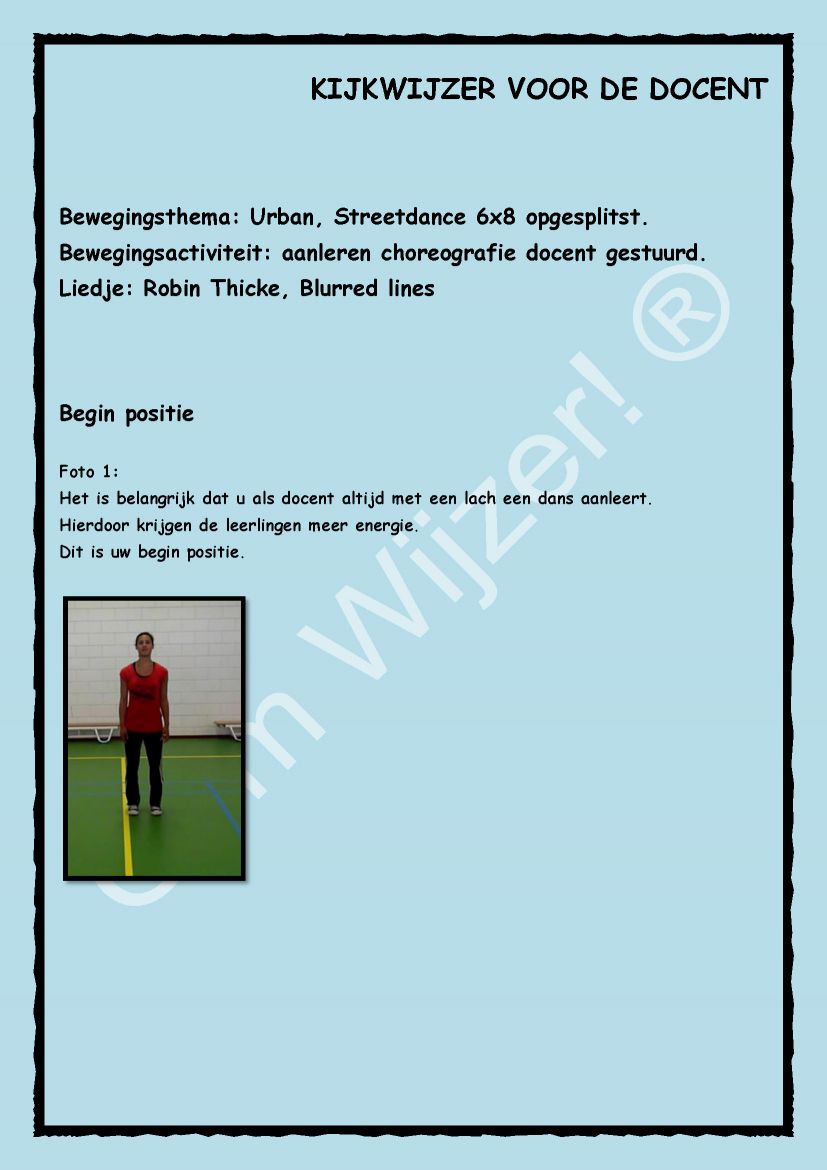 KIJKWIJZER VOOR DE DOCENT
Bewegingsthema: Urban, Streetdance 6x8 opgesplitst.
Bewegingsactiviteit: aanleren choreografie docent gestuurd.
Liedje: Robin Thicke, Blurred lines
Begin positie
Foto 1:
Het is belangrijk dat u als docent altijd met een lach een dans aanleert.
Hierdoor krijgen de leerlingen meer energie.
Dit is uw begin positie.
Wijzer! ®